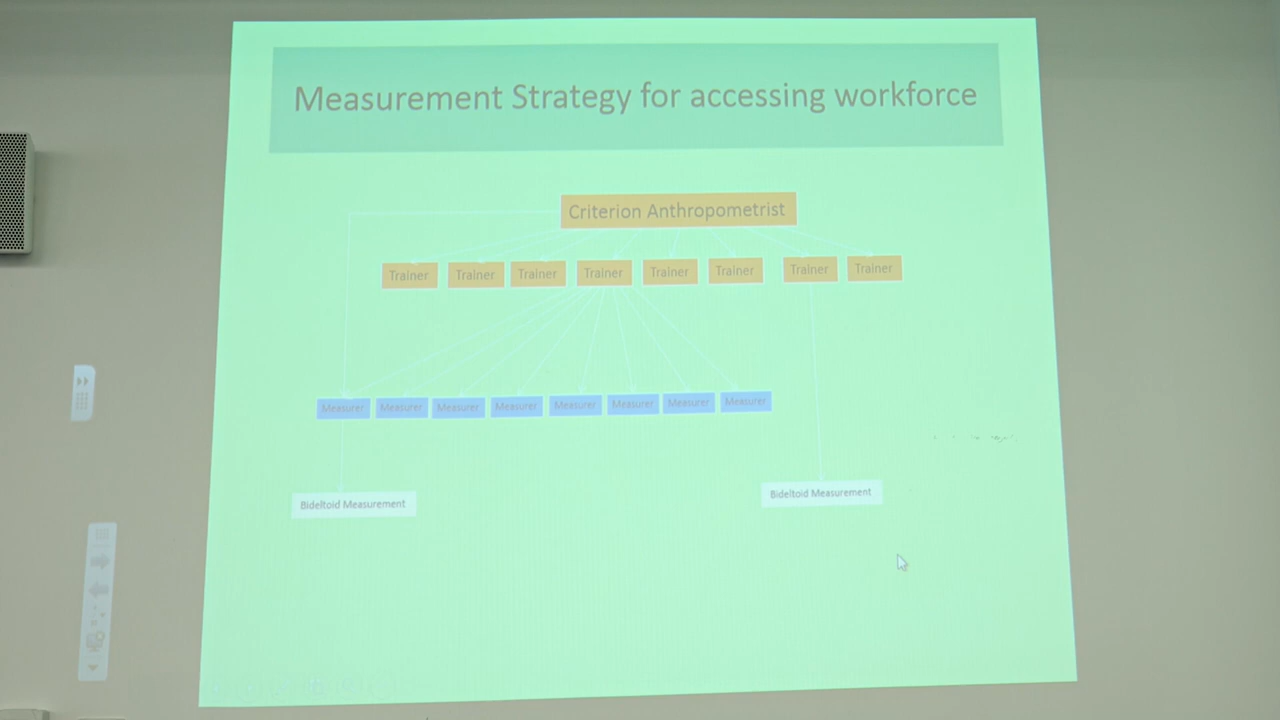 Measurement Strategy for accessing workforce
Criterion Anthropometrist
Trainer Trainer Trainer Trainer Trainer Trainer Trainer Trainer
Measurer Measurer Measurer Measurer Measurer Measurer Measurer Measurer
Bideltoid Measurement Bideltoid Measurement